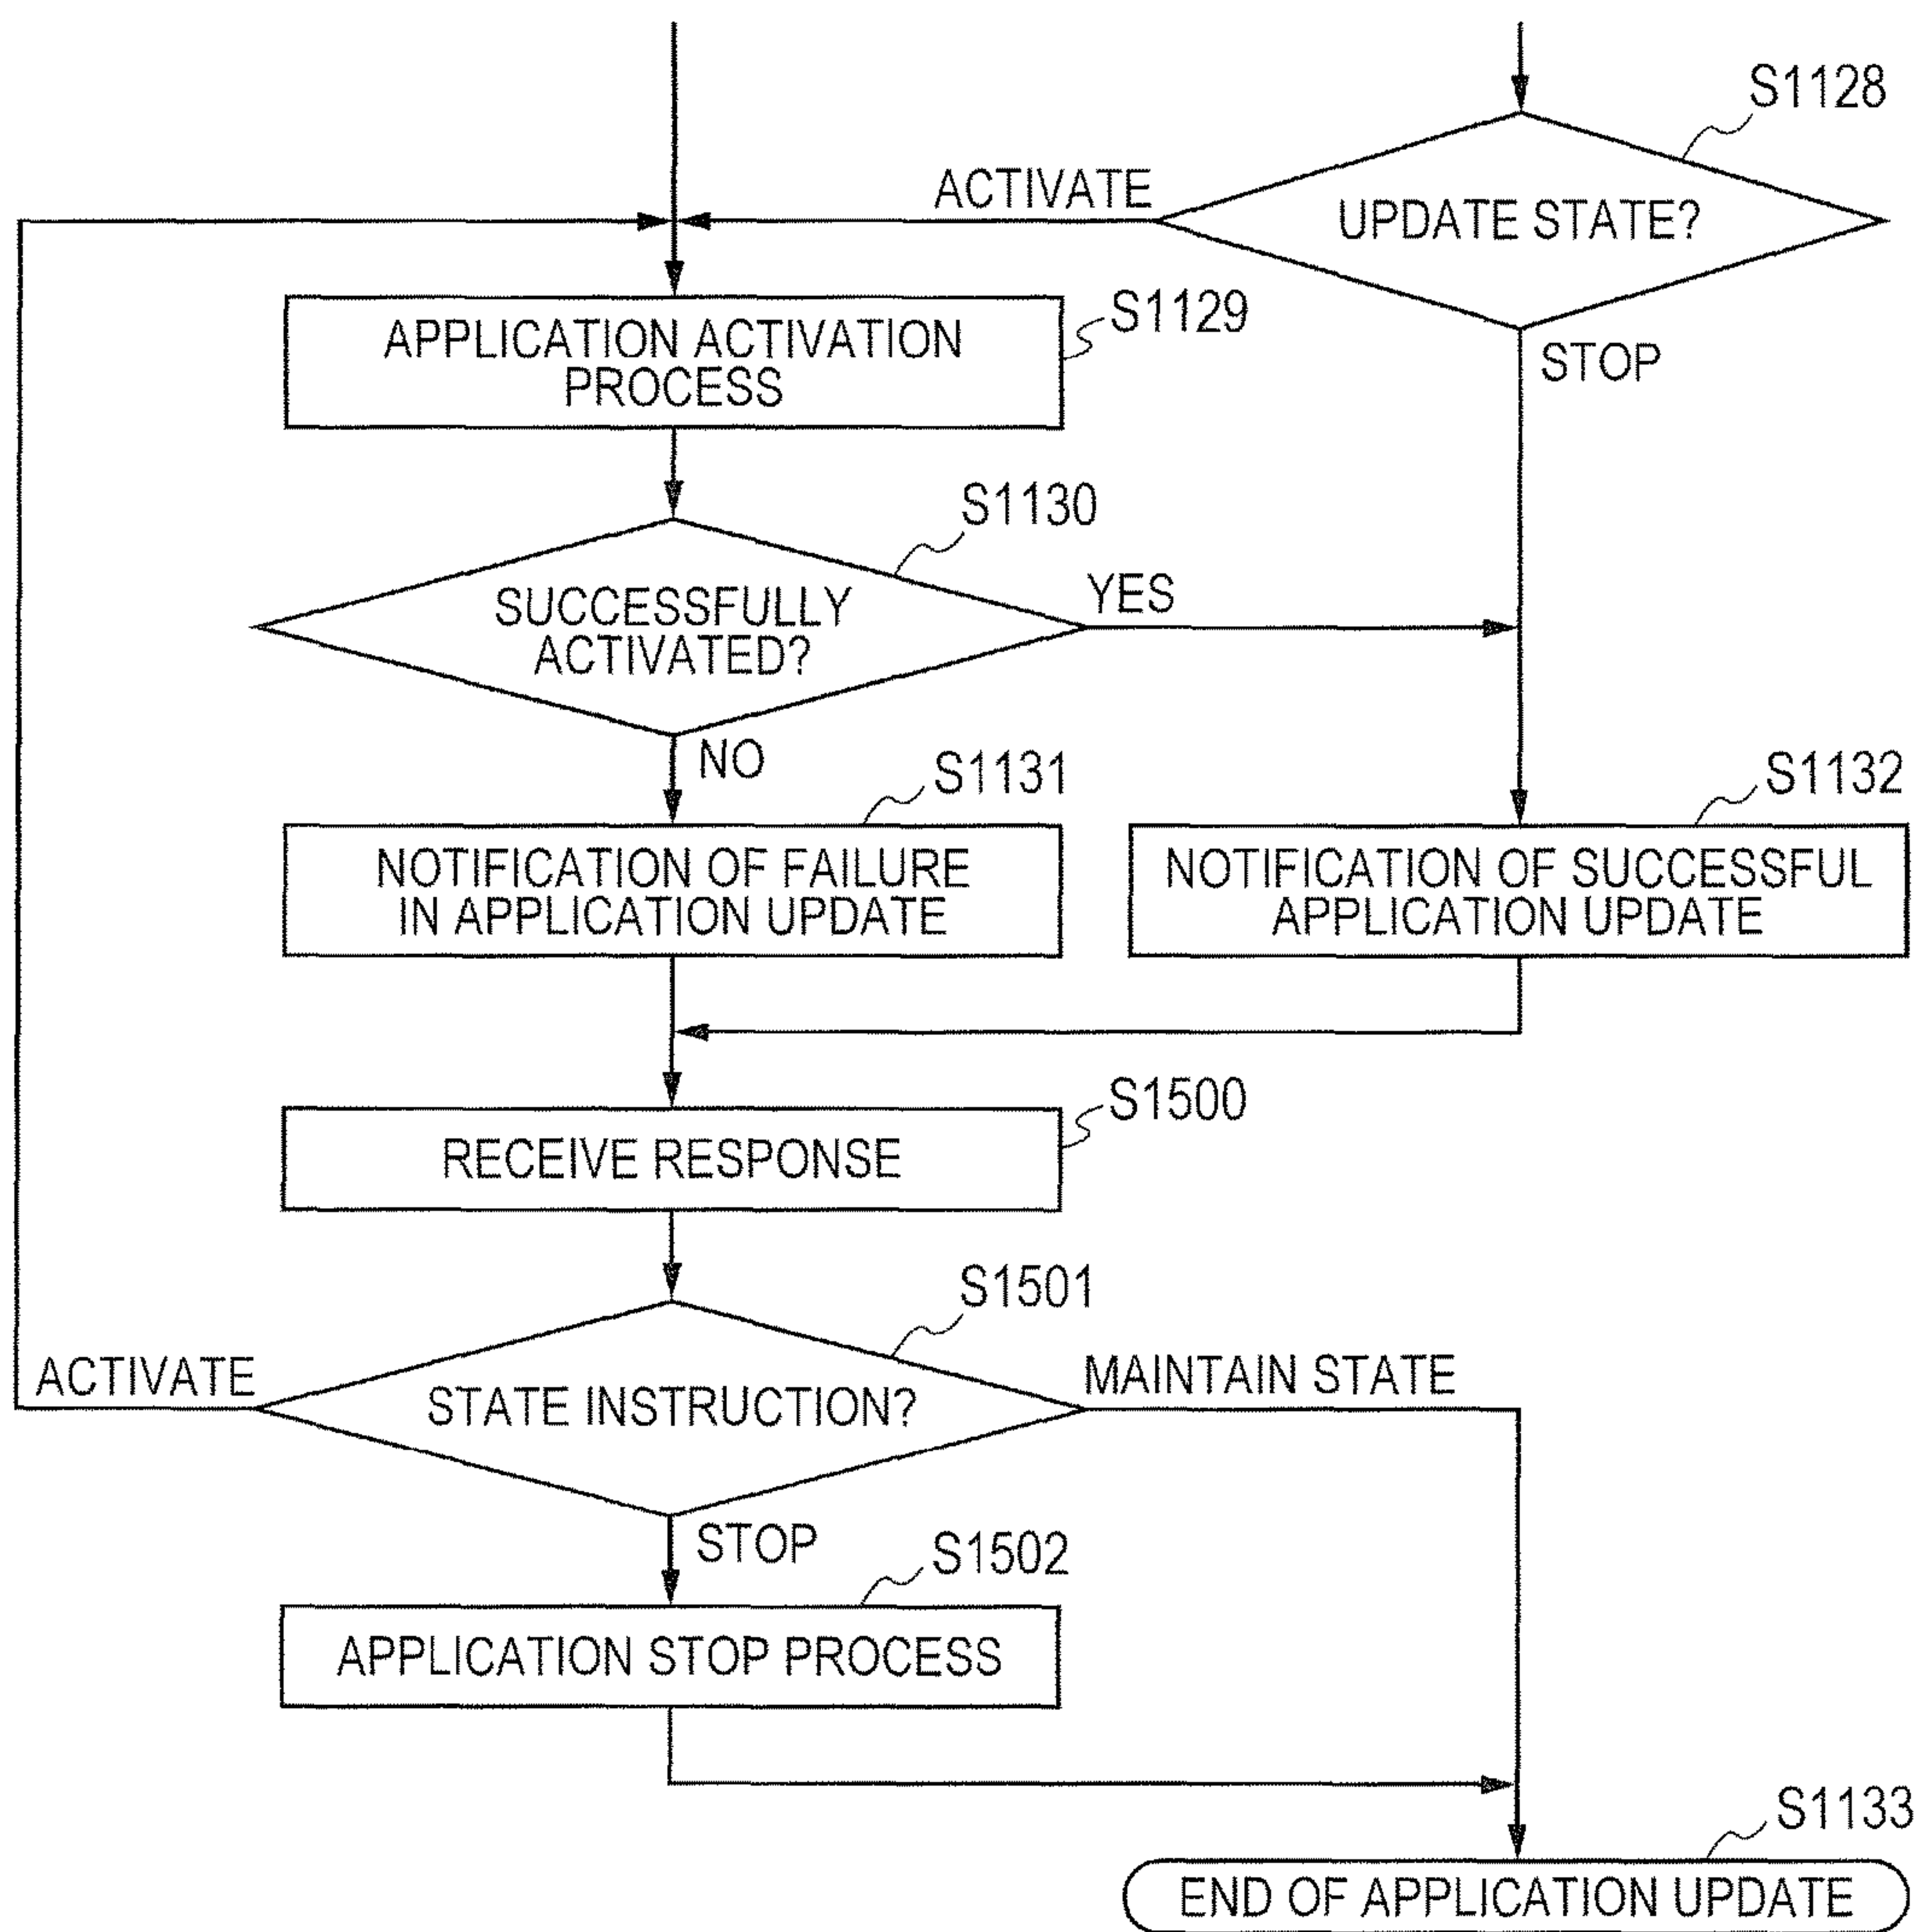 S1128
ACTIVATE
UPDATE STATE?
S1129
APPLICATION ACTIVATION
PROCESS
STOP
S1130
SUCCESSFULLY
ACTIVATED?
YES
NO
S1131
S1132
NOTIFICATION OF FAILURE
IN APPLICATION UPDATE
NOTIFICATION OF SUCCESSFUL
APPLICATION UPDATE
S1500
RECEIVE RESPONSE
S1501
ACTIVATE
STATE INSTRUCTION?
MAINTAIN STATE
STOP
S1502
APPLICATION STOP PROCESS
S1133
END OF APPLICATION UPDATE